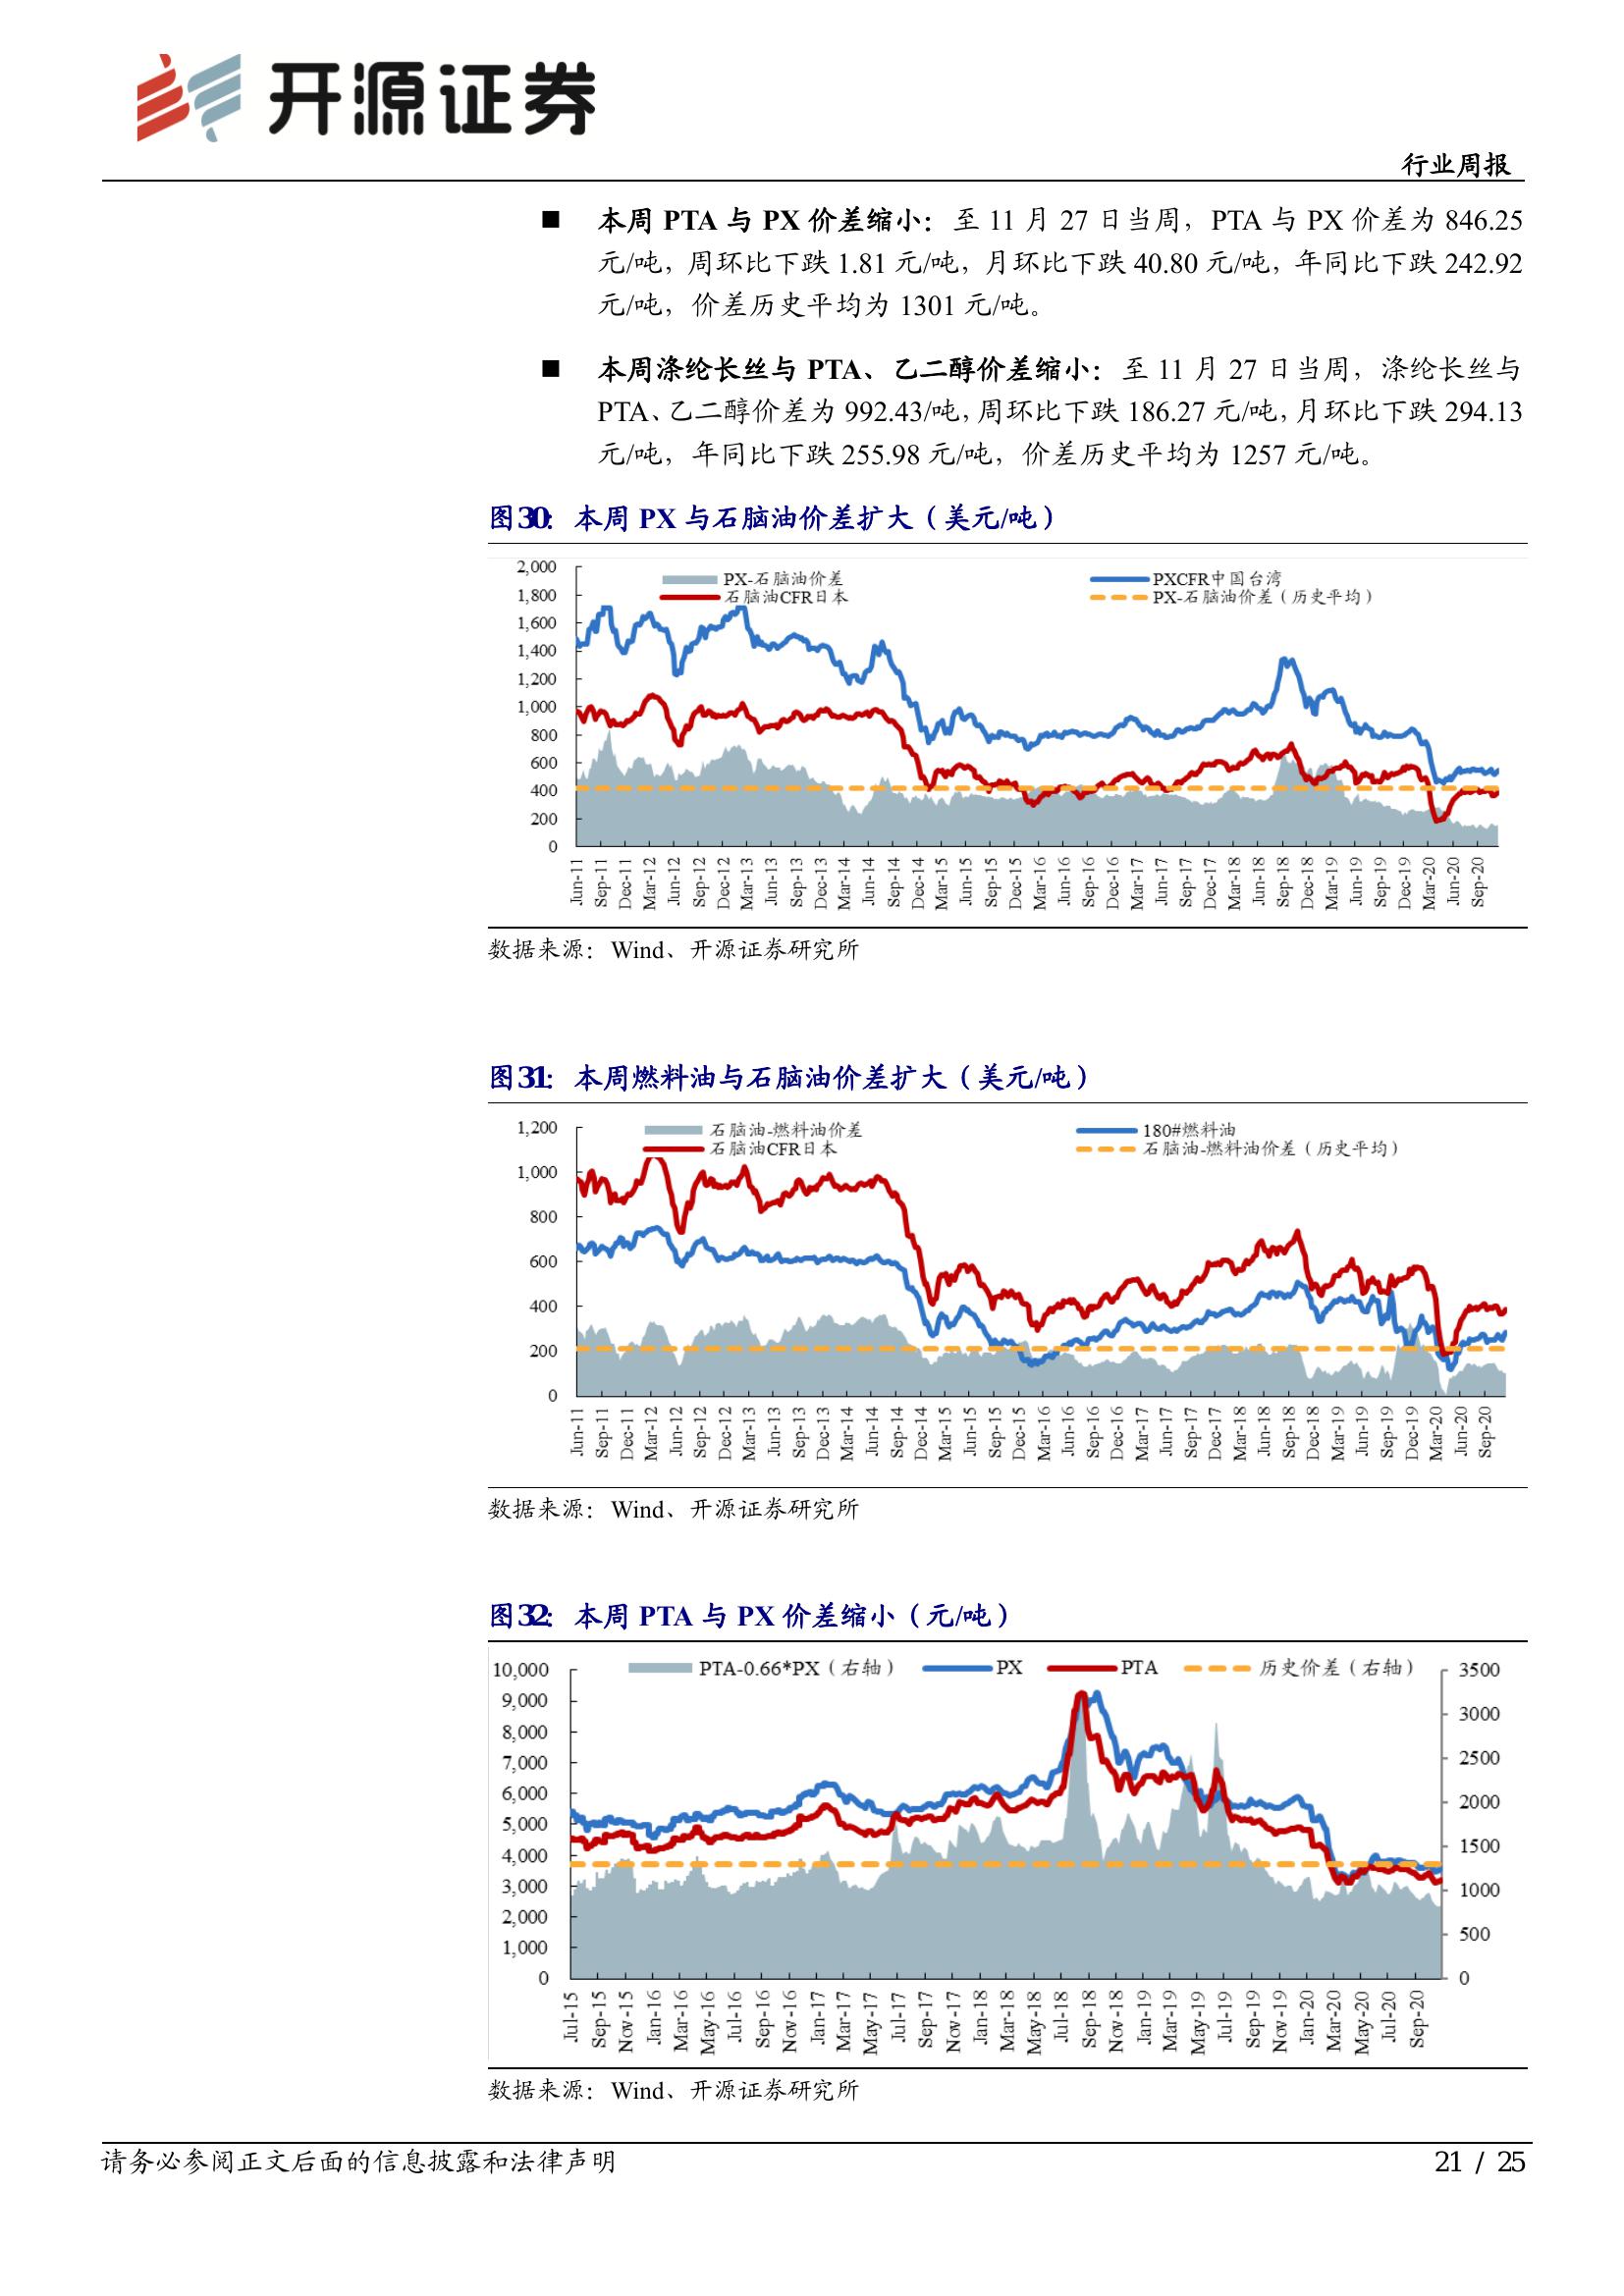 开源证券
行业周报
■ 本周 PTA 与 PX 价差缩小：至 11 月 27 日当周，PTA 与 PX 价差为 846.25
元/吨，周环比下跌 1.81 元/吨，月环比下跌 40.80 元/吨，年同比下跌 242.92
元/吨，价差历史平均为 1301 元/吨。
■ 本周涤纶长丝与 PTA、乙二醇价差缩小：至 11 月 27 日当周，涤纶长丝与
PTA、乙二醇价差为 992.43/吨，周环比下跌 186.27 元/吨，月环比下跌 294.13
元/吨，年同比下跌 255.98 元/吨，价差历史平均为 1257 元/吨。
图30：本周 PX 与石脑油价差扩大（美元/吨）
PX-石脑油价差 PXCFR中国台湾
石脑油CFR日本 PX-石脑油价差（历史平均）
2,000
1,800
1,600
1,400
1,200
1,000
800
600
400
200
0
Jun-11 Sep-11 Dec-11 Mar-12 Jun-12 Sep-12 Dec-12 Mar-13 Jun-13 Sep-13 Dec-13 Mar-14 Jun-14 Sep-14 Dec-14 Mar-15 Jun-15 Sep-15 Dec-15 Mar-16 Jun-16 Sep-16 Dec-16 Mar-17 Jun-17 Sep-17 Dec-17 Mar-18 Jun-18 Sep-18 Dec-18 Mar-19 Jun-19 Sep-19 Dec-19 Mar-20 Jun-20 Sep-20
数据来源：Wind、开源证券研究所
图31：本周燃料油与石脑油价差扩大（美元/吨）
石脑油-燃料油价差 180#燃料油
石脑油CFR日本 石脑油-燃料油价差（历史平均）
1,200
1,000
800
600
400
200
0
Jun-11 Sep-11 Dec-11 Mar-12 Jun-12 Sep-12 Dec-12 Mar-13 Jun-13 Sep-13 Dec-13 Mar-14 Jun-14 Sep-14 Dec-14 Mar-15 Jun-15 Sep-15 Dec-15 Mar-16 Jun-16 Sep-16 Dec-16 Mar-17 Jun-17 Sep-17 Dec-17 Mar-18 Jun-18 Sep-18 Dec-18 Mar-19 Jun-19 Sep-19 Dec-19 Mar-20 Jun-20 Sep-20
数据来源：Wind、开源证券研究所
图32：本周 PTA 与 PX 价差缩小（元/吨）
PTA-0.66*PX（右轴） PX PTA 历史价差（右轴）
10,000
9,000
8,000
7,000
6,000
5,000
4,000
3,000
2,000
1,000
0
3500
3000
2500
2000
1500
1000
500
0
Jul-15 Sep-15 Nov-15 Jan-16 Mar-16 May-16 Jul-16 Sep-16 Nov-16 Jan-17 Mar-17 May-17 Jul-17 Sep-17 Nov-17 Jan-18 Mar-18 May-18 Jul-18 Sep-18 Nov-18 Jan-19 Mar-19 May-19 Jul-19 Sep-19 Nov-19 Jan-20 Mar-20 May-20 Jul-20 Sep-20
数据来源：Wind、开源证券研究所
请务必参阅正文后面的信息披露和法律声明
21 / 25